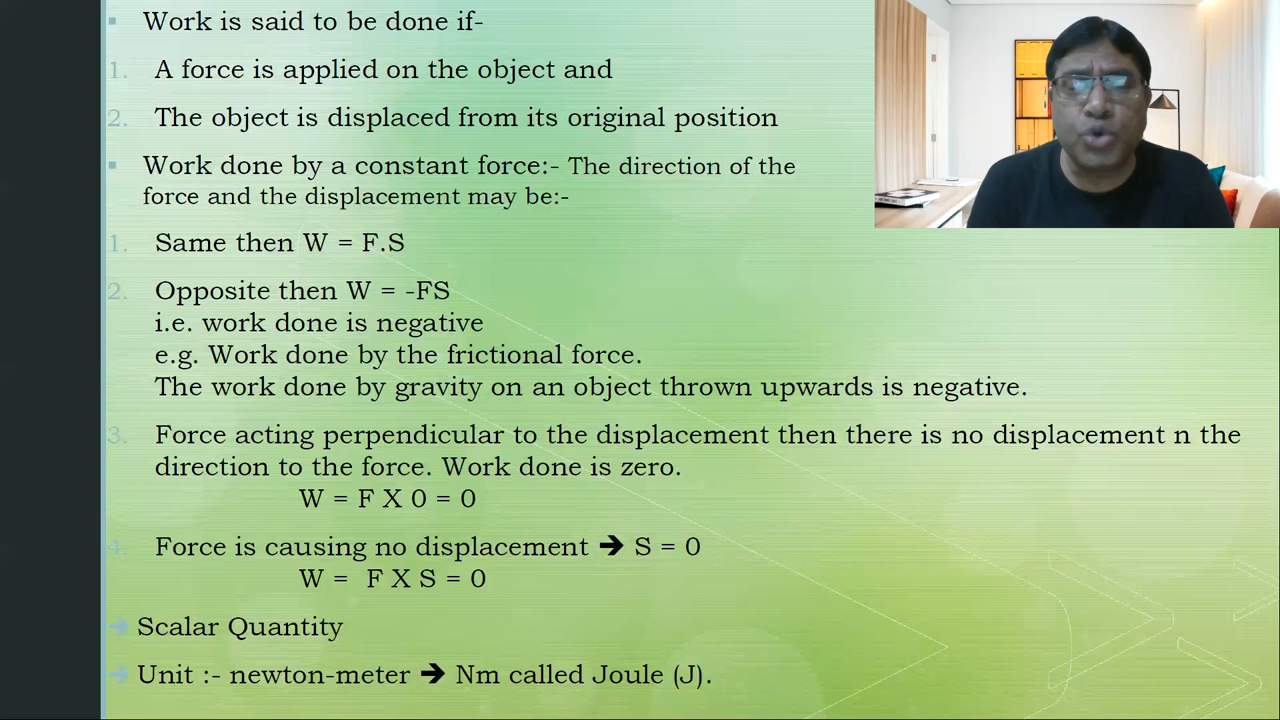 ▪ Work is said to be done if-
1. A force is applied on the object and
2. The object is displaced from its original position
▪ Work done by a constant force:- The direction of the
force and the displacement may be:-
1. Same then W = F.S
2. Opposite then W = -FS
i.e. work done is negative
e.g. Work done by the frictional force.
The work done by gravity on an object thrown upwards is negative.
3. Force acting perpendicular to the displacement then there is no displacement n the
direction to the force. Work done is zero.
W = F X 0 = 0
4. Force is causing no displacement ➔ S = 0
W = F X S = 0
➔ Scalar Quantity
➔ Unit :- newton-meter ➔ Nm called Joule (J).